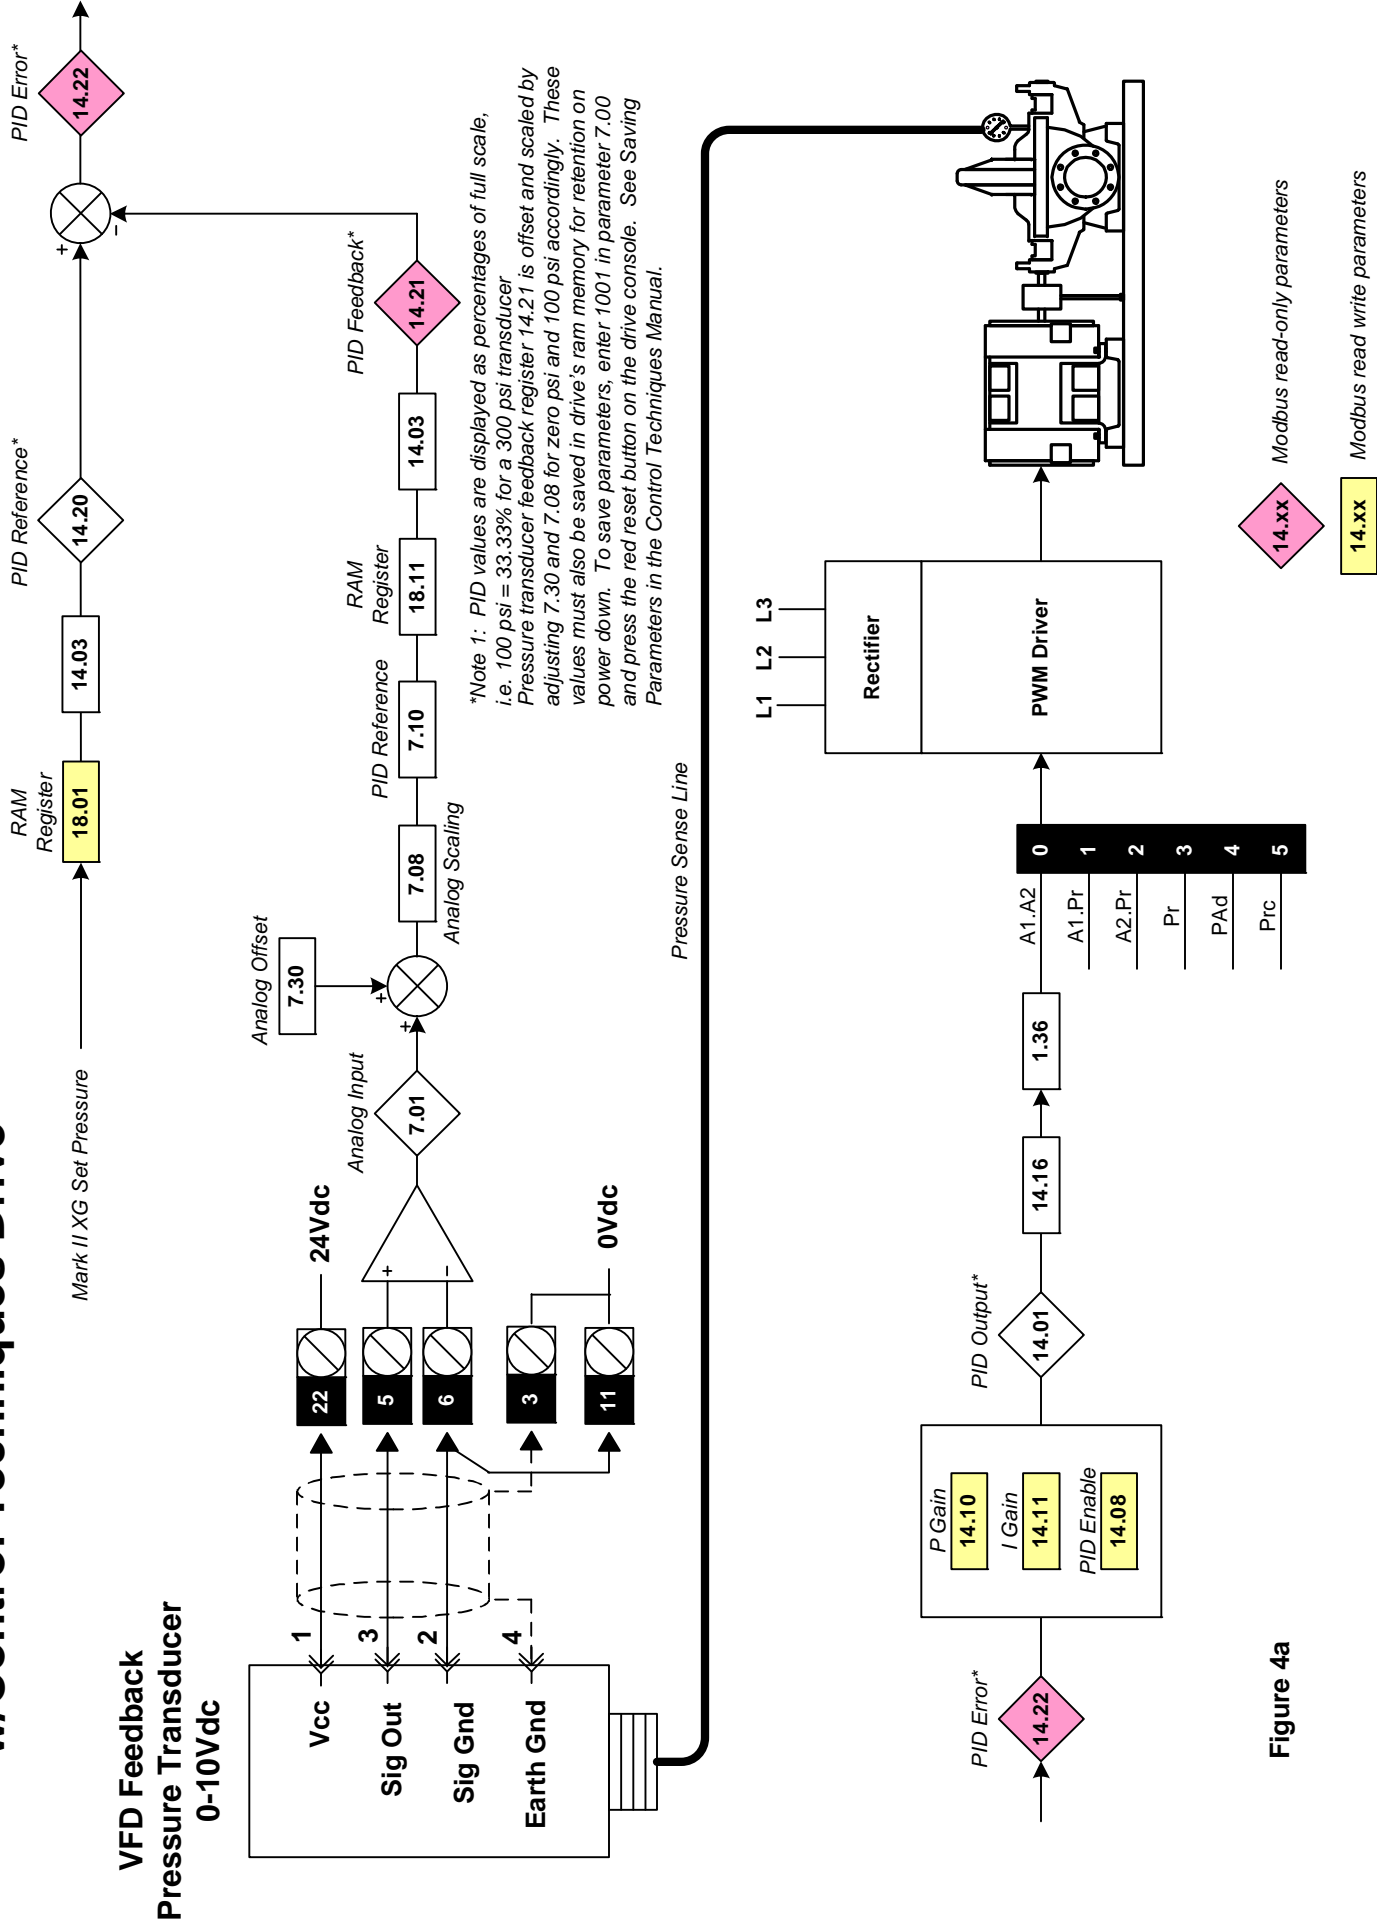 w/Control Techniques Drive
VFD Feedback
Pressure Transducer
0-10Vdc
Vcc
Sig Out
Sig Gnd
Earth Gnd
1
3
2
4
22
5
6
3
11
24Vdc
0Vdc
+
-
Mark II XG Set Pressure
RAM
Register
18.01
14.03
PID Reference*
14.20
+
-
PID Error*
14.22
Analog Input
7.01
+
+
Analog Offset
7.30
7.08
Analog Scaling
PID Reference
7.10
RAM
Register
18.11
14.03
PID Feedback*
14.21
*Note 1: PID values are displayed as percentages of full scale,
i.e. 100 psi = 33.33% for a 300 psi transducer
Pressure transducer feedback register 14.21 is offset and scaled by
adjusting 7.30 and 7.08 for zero psi and 100 psi accordingly. These
values must also be saved in drive's ram memory for retention on
power down. To save parameters, enter 1001 in parameter 7.00
and press the red reset button on the drive console. See Saving
Parameters in the Control Techniques Manual.
Pressure Sense Line
PID Error*
14.22
P Gain
14.10
I Gain
14.11
PID Enable
14.08
PID Output*
14.01
14.16
1.36
A1.A2
A1.Pr
A2.Pr
Pr
PAd
Prc
0
1
2
3
4
5
L1
L2
L3
Rectifier
PWM Driver
14.xx
Modbus read-only parameters
14.xx
Modbus read write parameters
Figure 4a